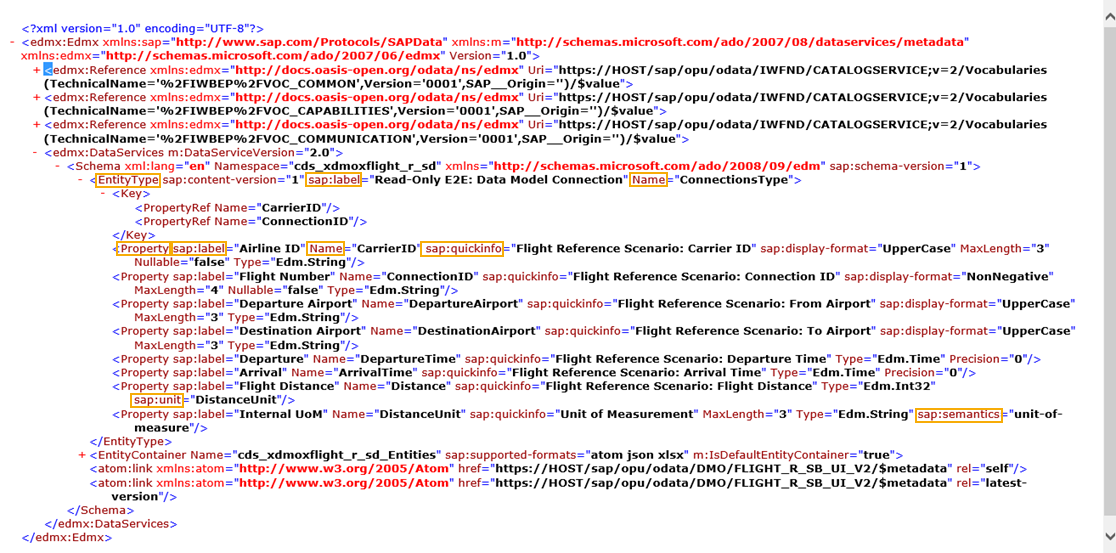 <?xml version="1.0" encoding="UTF-8"?>
- <edmx:Edmx xmlns:sap="http://www.sap.com/Protocols/SAPData" xmlns:m="http://schemas.microsoft.com/ado/2007/08/dataservices/metadata"
xmlns:edmx="http://schemas.microsoft.com/ado/2007/06/edmx" Version="1.0">
+ <edmx:Reference xmlns:edmx="http://docs.oasis-open.org/odata/ns/edmx" Uri="https://HOST/sap/opu/odata/IWFND/CATALOGSERVICE;v=2/Vocabularies
(TechnicalName='%2FIWBEP%2FVOC_COMMON',Version='0001',SAP__Origin='')/$value">
+ <edmx:Reference xmlns:edmx="http://docs.oasis-open.org/odata/ns/edmx" Uri="https://HOST/sap/opu/odata/IWFND/CATALOGSERVICE;v=2/Vocabularies
(TechnicalName='%2FIWBEP%2FVOC_CAPABILITIES',Version='0001',SAP__Origin='')/$value">
+ <edmx:Reference xmlns:edmx="http://docs.oasis-open.org/odata/ns/edmx" Uri="https://HOST/sap/opu/odata/IWFND/CATALOGSERVICE;v=2/Vocabularies
(TechnicalName='%2FIWBEP%2FVOC_COMMUNICATION',Version='0001',SAP__Origin='')/$value">
- <edmx:DataServices m:DataServiceVersion="2.0">
- <Schema xml:lang="en" Namespace="cds_xdmoxflight_r_sd" xmlns="http://schemas.microsoft.com/ado/2008/09/edm" sap:schema-version="1">
- <EntityType sap:content-version="1" sap:label="Read-Only E2E: Data Model Connection" Name="ConnectionsType">
- <Key>
<PropertyRef Name="CarrierID"/>
<PropertyRef Name="ConnectionID"/>
</Key>
<Property sap:label="Airline ID" Name="CarrierID" sap:quickinfo="Flight Reference Scenario: Carrier ID" sap:display-format="UpperCase" MaxLength="3"
Nullable="false" Type="Edm.String"/>
<Property sap:label="Flight Number" Name="ConnectionID" sap:quickinfo="Flight Reference Scenario: Connection ID" sap:display-format="NonNegative"
MaxLength="4" Nullable="false" Type="Edm.String"/>
<Property sap:label="Departure Airport" Name="DepartureAirport" sap:quickinfo="Flight Reference Scenario: From Airport" sap:display-format="UpperCase"
MaxLength="3" Type="Edm.String"/>
<Property sap:label="Destination Airport" Name="DestinationAirport" sap:quickinfo="Flight Reference Scenario: To Airport" sap:display-format="UpperCase"
MaxLength="3" Type="Edm.String"/>
<Property sap:label="Departure" Name="DepartureTime" sap:quickinfo="Flight Reference Scenario: Departure Time" Type="Edm.Time" Precision="0"/>
<Property sap:label="Arrival" Name="ArrivalTime" sap:quickinfo="Flight Reference Scenario: Arrival Time" Type="Edm.Time" Precision="0"/>
<Property sap:label="Flight Distance" Name="Distance" sap:quickinfo="Flight Reference Scenario: Flight Distance" Type="Edm.Int32"
sap:unit="DistanceUnit"/>
<Property sap:label="Internal UoM" Name="DistanceUnit" sap:quickinfo="Unit of Measurement" MaxLength="3" Type="Edm.String" sap:semantics="unit-of-
measure"/>
</EntityType>
+ <EntityContainer Name="cds_xdmoxflight_r_sd_Entities" sap:supported-formats="atom json xlsx" m:IsDefaultEntityContainer="true">
<atom:link xmlns:atom="http://www.w3.org/2005/Atom" href="https://HOST/sap/opu/odata/DMO/FLIGHT_R_SB_UI_V2/$metadata" rel="self"/>
<atom:link xmlns:atom="http://www.w3.org/2005/Atom" href="https://HOST/sap/opu/odata/DMO/FLIGHT_R_SB_UI_V2/$metadata" rel="latest-
version"/>
</Schema>
</edmx:DataServices>
</edmx:Edmx>